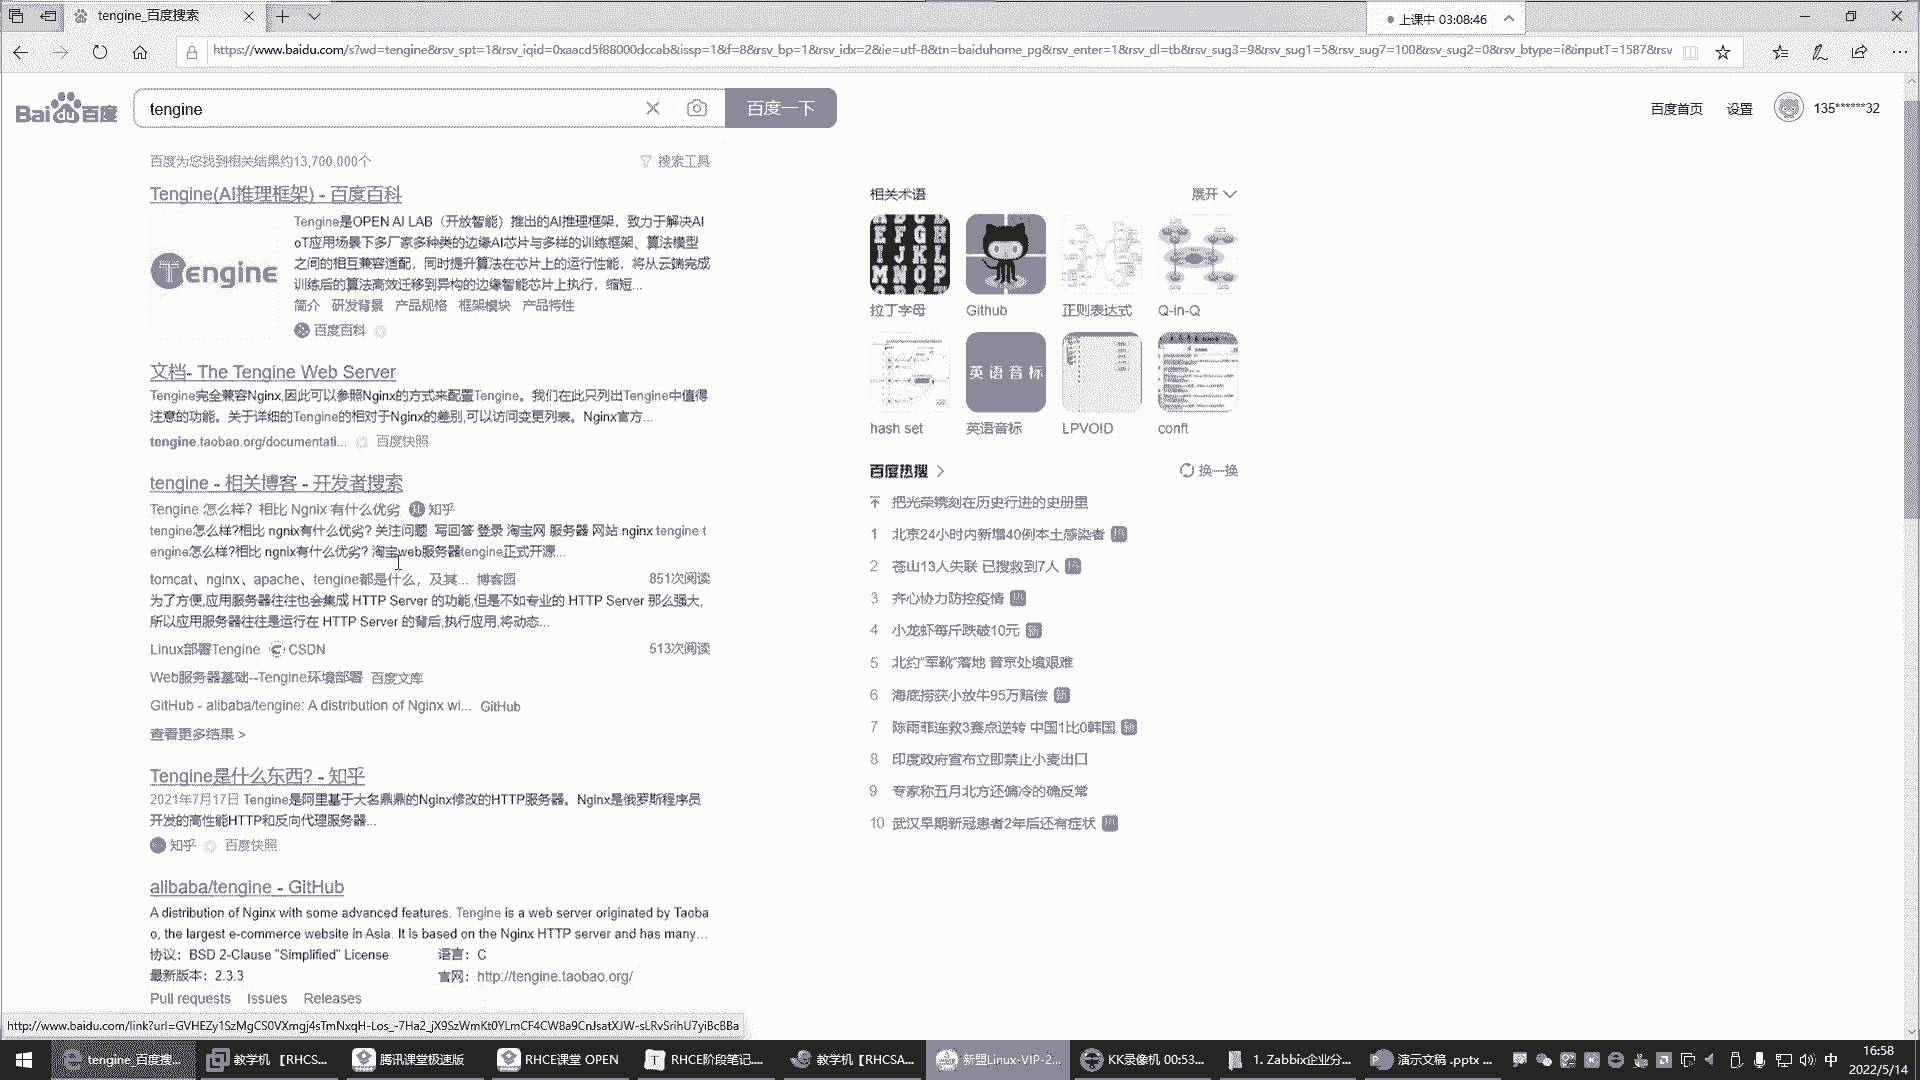 tengine_百度搜索
上课中 03:08:46
https://www.baidu.com/s?wd=tengine&rsv_spt=1&rsv_iqid=0xaacd5f88000dccab&issp=1&f=8&rsv_bp=1&rsv_idx=2&ie=utf-8&tn=baiduhome_pg&rsv_enter=1&rsv_dl=tb&rsv_sug3=9&rsv_sug1=5&rsv_sug7=100&rsv_sug2=0&rsv_btype=i&inputT=1587&rsv
Bai du 百度
tengine
百度一下
百度首页 设置 135******32
百度为您找到相关结果约13,700,000个
搜索工具
Tengine(AI推理框架) - 百度百科
Tengine
Tengine是OPEN AI LAB（开放智能）推出的AI推理框架，致力于解决AI
oT应用场景下多厂家多种类的边缘AI芯片与多样的训练框架、算法模型
之间的相互兼容适配，同时提升算法在芯片上的运行性能，将从云端完成
训练后的算法高效迁移到异构的边缘智能芯片上执行，缩短...
简介 研发背景 产品规格 框架模块 产品特性
百度百科
文档- The Tengine Web Server
Tengine完全兼容Nginx,因此可以参照Nginx的方式来配置Tengine。我们在此只列出Tengine中值得
注意的功能。关于详细的Tengine的相对于Nginx的差别,可以访问变更列表。Nginx官方...
tengine.taobao.org/documentati... 百度快照
tengine - 相关博客 - 开发者搜索
Tengine 怎么样？相比 Ngnix 有什么优劣 知乎
tengine怎么样?相比 ngnix有什么优劣? 关注问题 写回答 登录 淘宝网 服务器 网站 nginx tengine t
engine怎么样?相比 ngnix有什么优劣? 淘宝web服务器tengine正式开源...
tomcat、nginx、apache、tengine都是什么，及其... 博客园 851次阅读
为了方便,应用服务器往往也会集成 HTTP Server 的功能,但是不如专业的 HTTP Server 那么强大,
所以应用服务器往往是运行在 HTTP Server 的背后,执行应用,将动态...
Linux部署Tengine CSDN 513次阅读
Web服务器基础--Tengine环境部署 百度文库
GitHub - alibaba/tengine: A distribution of Nginx wi... GitHub
查看更多结果 >
Tengine是什么东西? - 知乎
2021年7月17日 Tengine是阿里基于大名鼎鼎的Nginx修改的HTTP服务器。Nginx是俄罗斯程序员
开发的高性能HTTP和反向代理服务器...
知乎 百度快照
alibaba/tengine - GitHub
A distribution of Nginx with some advanced features. Tengine is a web server originated by Taoba
o, the largest e-commerce website in Asia. It is based on the Nginx HTTP server and has many...
协议：BSD 2-Clause "Simplified" License 语言：C
最新版本：2.3.3 官网：http://tengine.taobao.org/
Pull requests Issues Releases
相关术语 展开
拉丁字母 Github 正则表达式 Q-in-Q
英语音标
hash set 英语音标 LPVOID conft
百度热搜 > 换一换
把光荣镌刻在历史行进的史册里
1 北京24小时内新增40例本土感染者 热
2 苍山13人失联 已搜救到7人 热
3 齐心协力防控疫情 热
4 小龙虾每斤跌破10元 新
5 北约"军靴"落地 普京处境艰难
6 海底捞获小放牛95万赔偿 新
7 陈雨菲连救3赛点逆转 中国1比0韩国 新
8 印度政府宣布立即禁止小麦出口
9 专家称五月北方还偏冷的确反常
10 武汉早期新冠患者2年后还有症状 热
http://www.baidu.com/link?url=GVHEZy1SzMgCS0VXmgj4sTmNxqH-Los_-7Ha2_jX9SzWmKt0YLmCF4CW8a9CnJsatXJW-sLRvSrihU7yiBcBBa
tengine_百度搜... 教学机 【RHCS... 腾讯课堂极速版 RHCE课堂 OPEN RHCE阶段笔记.... 教学机【RHCSA... 新盟Linux-VIP-2... KK录像机 00:53... 1. Zabbix企业分... 演示文稿 .pptx ... 中 16:58
2022/5/14